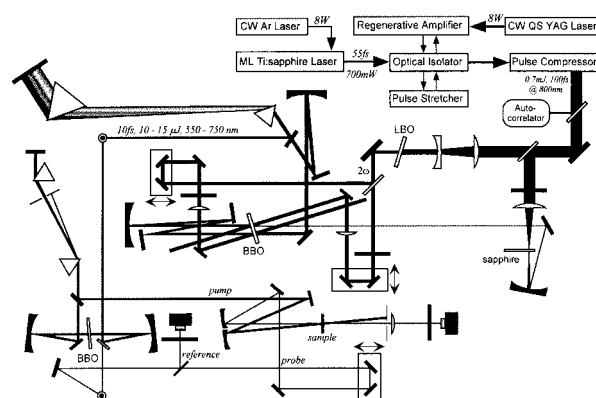 CW Ar Laser
8W
Regenerative Amplifier
8W
CW QS YAG Laser
ML Ti:sapphire Laser
55fs
700mW
Optical Isolator
Pulse Compressor
0.7mJ, 100fs
@ 800nm
Pulse Stretcher
Auto-
correlator
10fs, 10 - 15 μJ, 550 - 750 nm
LBO
2ω
BBO
sapphire
pump
BBO
reference
sample
probe